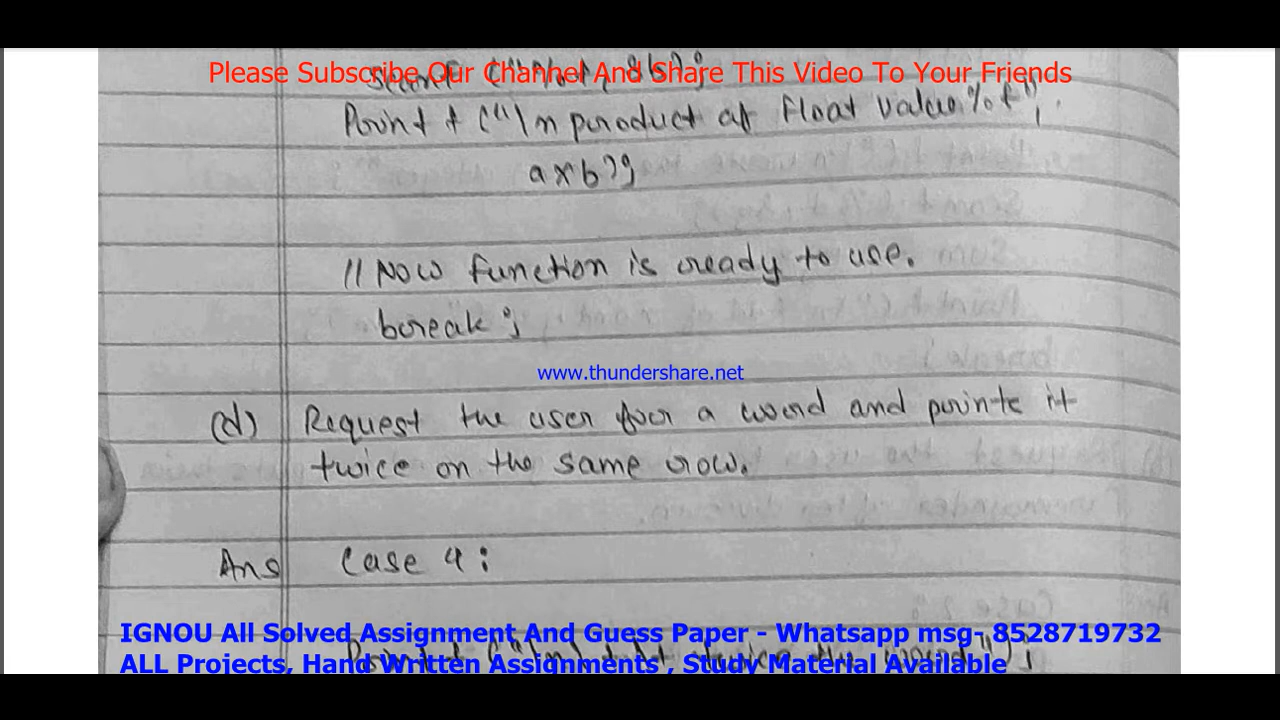 Please Subscribe Our Channel And Share This Video To Your Friends
Printf ("\n product of float value %f",
a x b);
// Now function is ready to use.
break;
www.thundershare.net
(d) Request the user for a word and printe it
twice on the same row.
Ans Case 4:
IGNOU All Solved Assignment And Guess Paper - Whatsapp msg- 8528719732
ALL Projects, Hand Written Assignments , Study Material Available